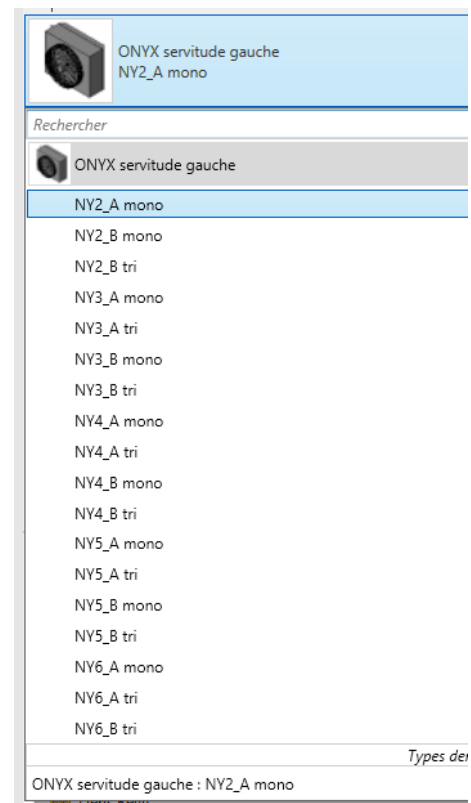 ONYX servitude gauche
NY2_A mono
Rechercher
ONYX servitude gauche
NY2_A mono
NY2_B mono
NY2_B tri
NY3_A mono
NY3_A tri
NY3_B mono
NY3_B tri
NY4_A mono
NY4_A tri
NY4_B mono
NY4_B tri
NY5_A mono
NY5_A tri
NY5_B mono
NY5_B tri
NY6_A mono
NY6_A tri
NY6_B tri
Types der
ONYX servitude gauche : NY2_A mono